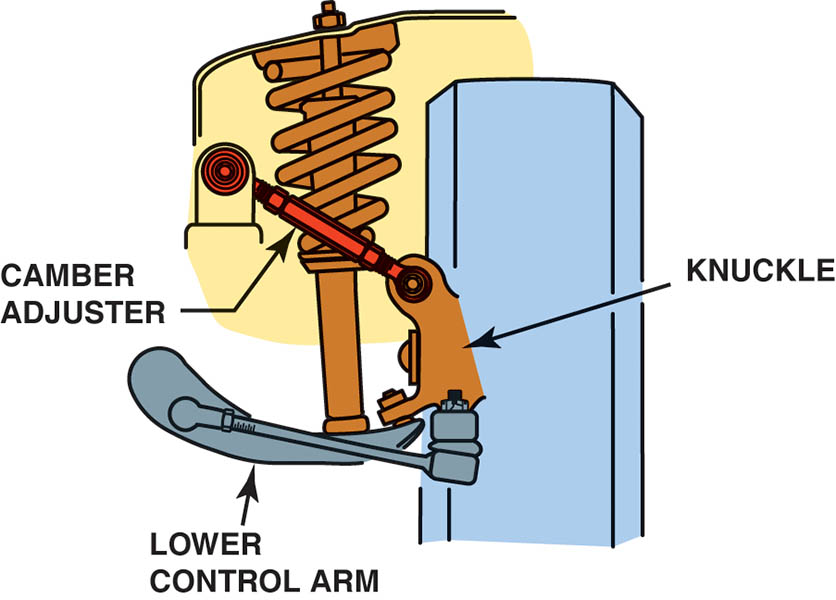 CAMBER
ADJUSTER
KNUCKLE
LOWER
CONTROL ARM